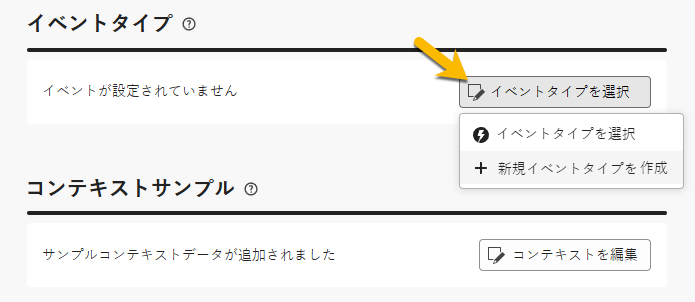 イベントタイプ
イベントが設定されていません
イベントタイプを選択
イベントタイプを選択
新規イベントタイプを作成
コンテキストサンプル
サンプルコンテキストデータが追加されました
コンテキストを編集